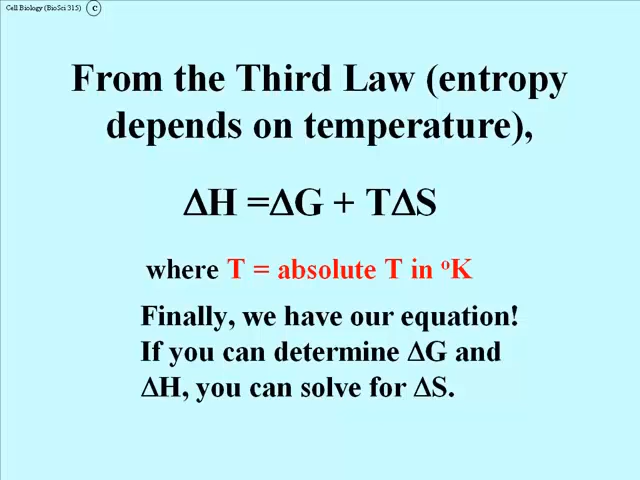 Cell Biology (BioSci 315) C
From the Third Law (entropy
depends on temperature),
ΔH =ΔG + TΔS
where T = absolute T in ºK
Finally, we have our equation!
If you can determine ΔG and
ΔH, you can solve for ΔS.